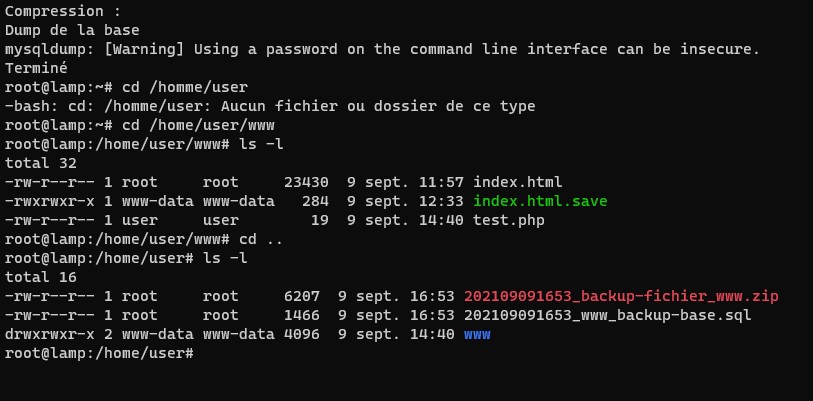 Compression :
Dump de la base
mysqldump: [Warning] Using a password on the command line interface can be insecure.
Terminé
root@lamp:~# cd /homme/user
-bash: cd: /homme/user: Aucun fichier ou dossier de ce type
root@lamp:~# cd /home/user/www
root@lamp:/home/user/www# ls -l
total 32
-rw-r--r-- 1 root     root     23430  9 sept. 11:57 index.html
-rwxrwxr-x 1 www-data www-data   284  9 sept. 12:33 index.html.save
-rw-r--r-- 1 user     user        19  9 sept. 14:40 test.php
root@lamp:/home/user/www# cd ..
root@lamp:/home/user# ls -l
total 16
-rw-r--r-- 1 root     root     6207  9 sept. 16:53 202109091653_backup-fichier_www.zip
-rw-r--r-- 1 root     root     1466  9 sept. 16:53 202109091653_www_backup-base.sql
drwxrwxr-x 2 www-data www-data 4096  9 sept. 14:40 www
root@lamp:/home/user#